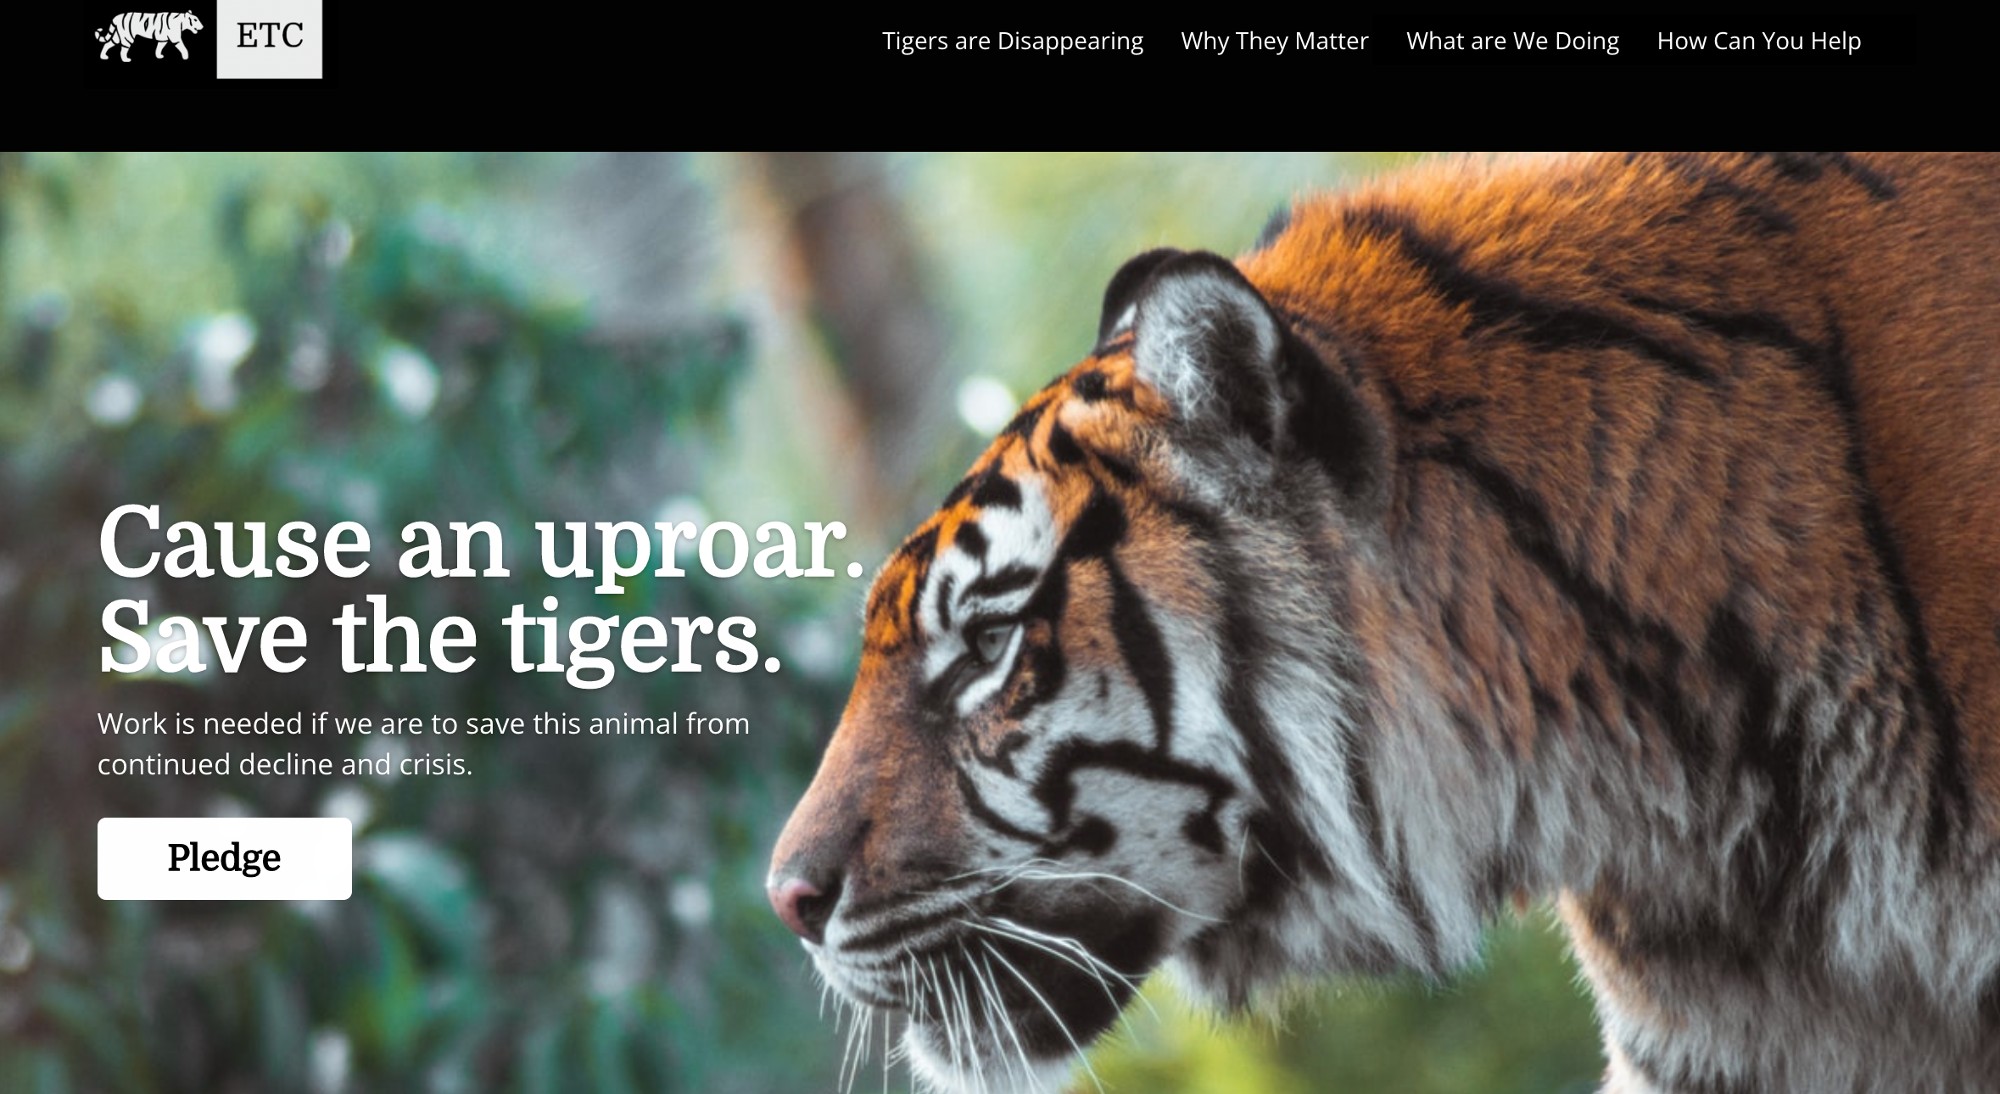 ETC
Tigers are Disappearing
Why They Matter
What are We Doing
How Can You Help
Cause an uproar.
Save the tigers.
Work is needed if we are to save this animal from
continued decline and crisis.
Pledge